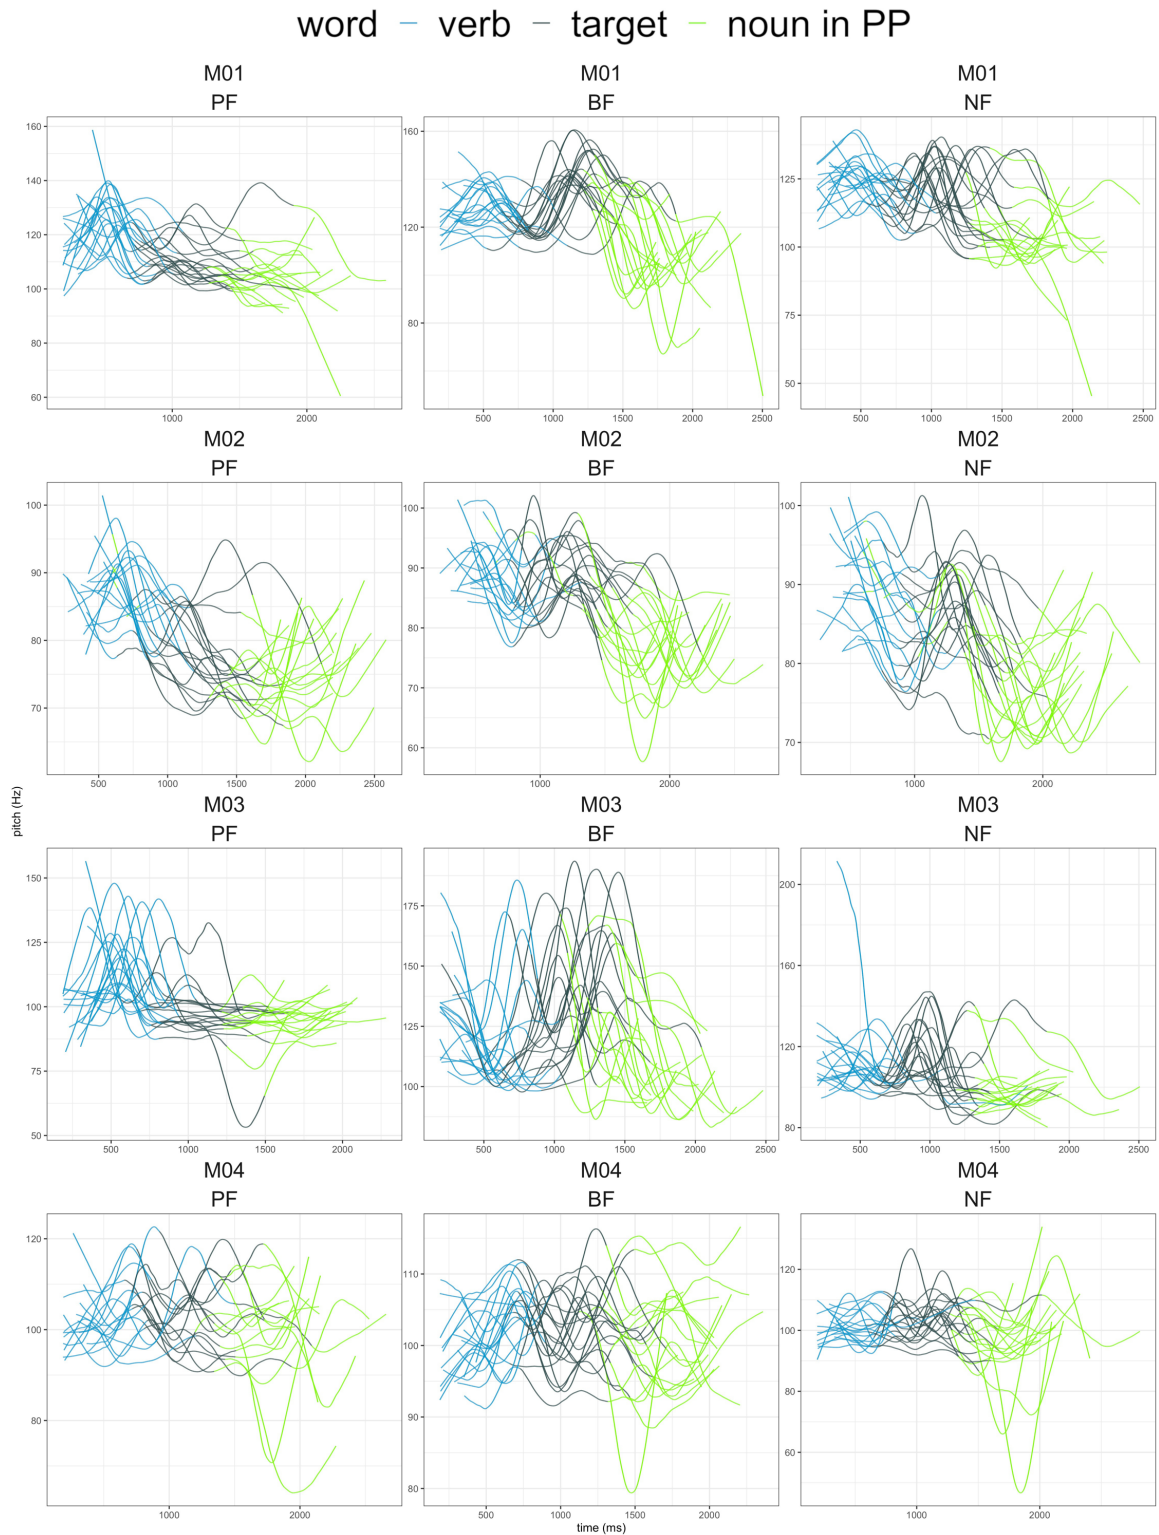 word verb target noun in PP
M01 M01 M01
PF BF NF
160 140 120 100 80 60
160 120 80
125 100 75 50
1000 2000
500 1000 1500 2000 2500
500 1000 1500 2000 2500
M02 M02 M02
PF BF NF
100 90 80 70
100 90 80 70 60
100 90 80 70
500 1000 1500 2000 2500
1000 2000
1000 2000
pitch (Hz)
M03 M03 M03
PF BF NF
150 125 100 75 50
175 150 125 100
200 160 120 80
500 1000 1500 2000
500 1000 1500 2000 2500
500 1000 1500 2000 2500
M04 M04 M04
PF BF NF
120 100 80
110 100 90 80
120 100 80 60
1000 2000
500 1000 1500 2000
1000 2000
time (ms)